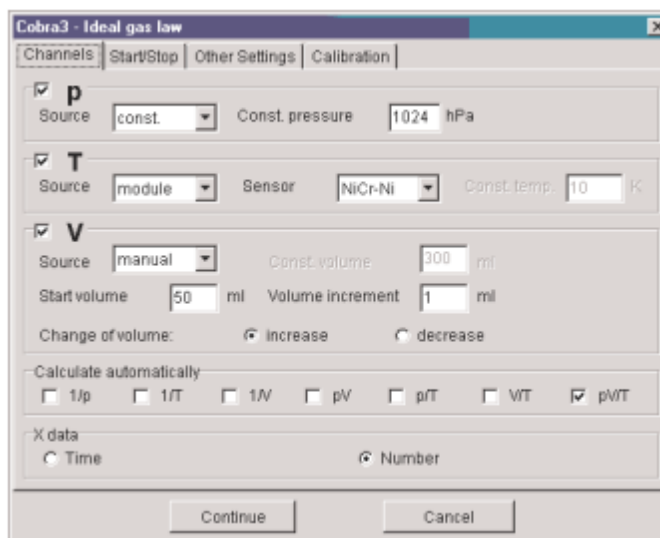 Cobra3 - Ideal gas law
Channels Start/Stop Other Settings Calibration
p
Source const. Const. pressure 1024 hPa
T
Source module Sensor NiCr-Ni Const. temp. 10 K
V
Source manual Const. volume 300 ml
Start volume 50 ml Volume increment 1 ml
Change of volume: increase decrease
Calculate automatically
1/p 1/T 1/V pV p/T V/T pV/T
X data
Time Number
Continue Cancel